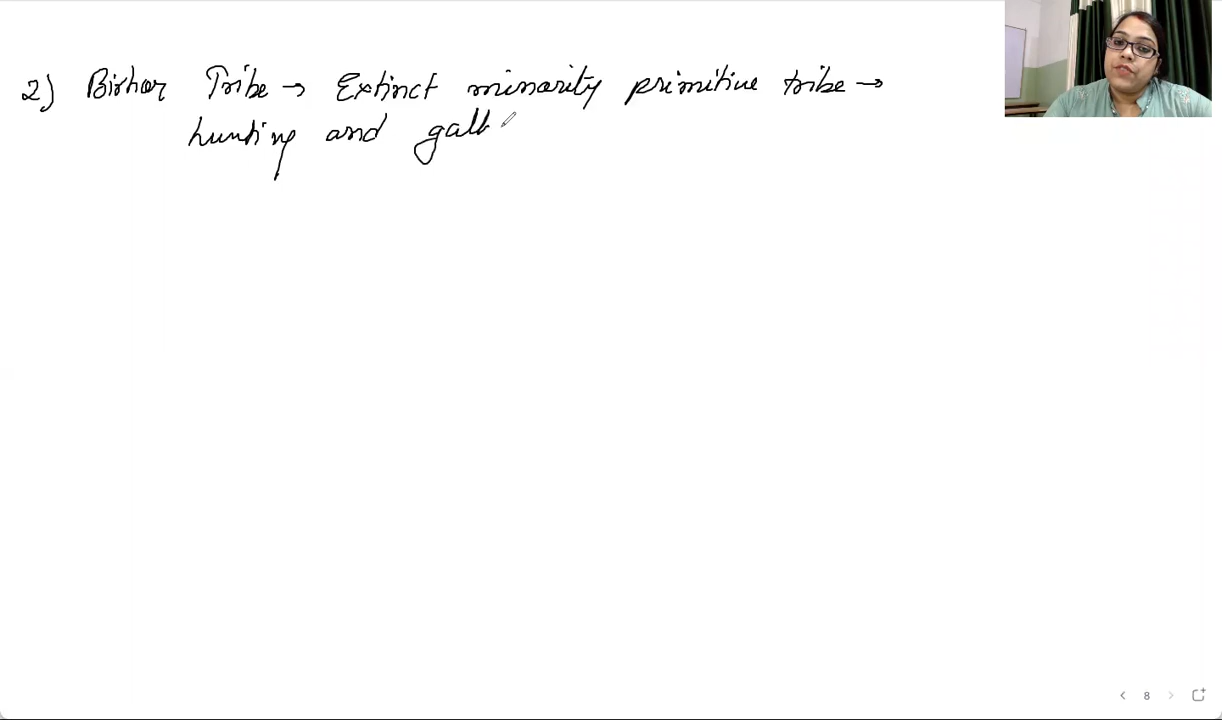 2) Birhor Tribe → Extinct minority primitive tribe →
hunting and gath
8